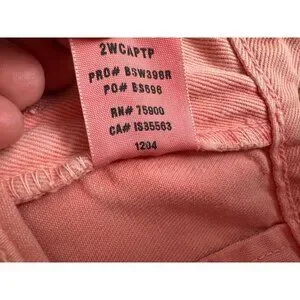 2WCAPTP
PRO# BSW398R
PO# BS696
RN# 75900
CA# IS35563
1204